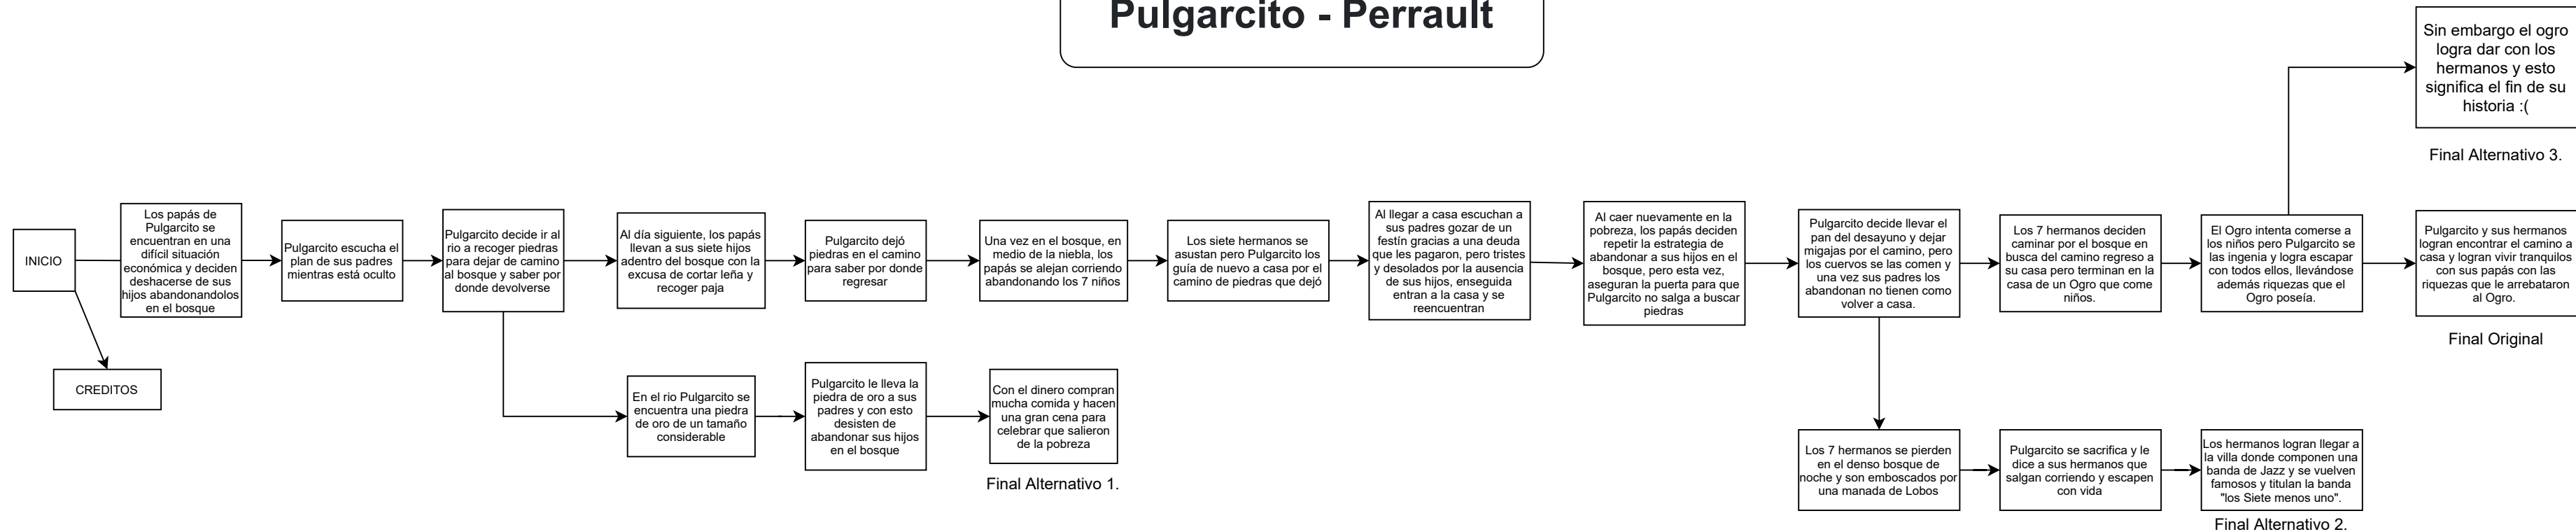 Pulgarcito - Perrault
Sin embargo el ogro
logra dar con los
hermanos y esto
significa el fin de su
historia :(
Final Alternativo 3.
INICIO
Los papás de
Pulgarcito se
encuentran en una
difícil situación
económica y deciden
deshacerse de sus
hijos abandonandolos
en el bosque
Pulgarcito escucha el
plan de sus padres
mientras está oculto
Pulgarcito decide ir al
rio a recoger piedras
para dejar de camino
al bosque y saber por
donde devolverse
Al día siguiente, los papás
llevan a sus siete hijos
adentro del bosque con la
excusa de cortar leña y
recoger paja
Pulgarcito dejó
piedras en el camino
para saber por donde
regresar
Una vez en el bosque, en
medio de la niebla, los
papás se alejan corriendo
abandonando los 7 niños
Los siete hermanos se
asustan pero Pulgarcito los
guía de nuevo a casa por el
camino de piedras que dejó
Al llegar a casa escuchan a
sus padres gozar de un
festín gracias a una deuda
que les pagaron, pero tristes
y desolados por la ausencia
de sus hijos, enseguida
entran a la casa y se
reencuentran
Al caer nuevamente en la
pobreza, los papás deciden
repetir la estrategia de
abandonar a sus hijos en el
bosque, pero esta vez,
aseguran la puerta para que
Pulgarcito no salga a buscar
piedras
Pulgarcito decide llevar el
pan del desayuno y dejar
migajas por el camino, pero
los cuervos se las comen y
una vez sus padres los
abandonan no tienen como
volver a casa.
Los 7 hermanos deciden
caminar por el bosque en
busca del camino regreso a
su casa pero terminan en la
casa de un Ogro que come
niños.
El Ogro intenta comerse a
los niños pero Pulgarcito se
las ingenia y logra escapar
con todos ellos, llevándose
además riquezas que el
Ogro poseía.
Pulgarcito y sus hermanos
logran encontrar el camino a
casa y logran vivir tranquilos
con sus papás con las
riquezas que le arrebataron
al Ogro.
Final Original
CREDITOS
En el rio Pulgarcito se
encuentra una piedra
de oro de un tamaño
considerable
Pulgarcito le lleva la
piedra de oro a sus
padres y con esto
desisten de
abandonar sus hijos
en el bosque
Con el dinero compran
mucha comida y hacen
una gran cena para
celebrar que salieron
de la pobreza
Final Alternativo 1.
Los 7 hermanos se pierden
en el denso bosque de
noche y son emboscados por
una manada de Lobos
Pulgarcito se sacrifica y le
dice a sus hermanos que
salgan corriendo y escapen
con vida
Los hermanos logran llegar a
la villa donde componen una
banda de Jazz y se vuelven
famosos y titulan la banda
"los Siete menos uno".
Final Alternativo 2.